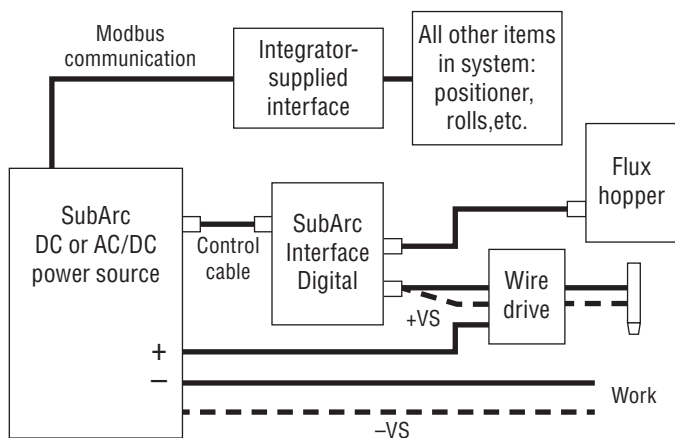 Modbus
communication
Integrator-
supplied
interface
All other items
in system:
positioner,
rolls,etc.
Flux
hopper
SubArc
DC or AC/DC
power source
Control
cable
SubArc
Interface
Digital
Wire
drive
+VS
+
–
Work
–VS